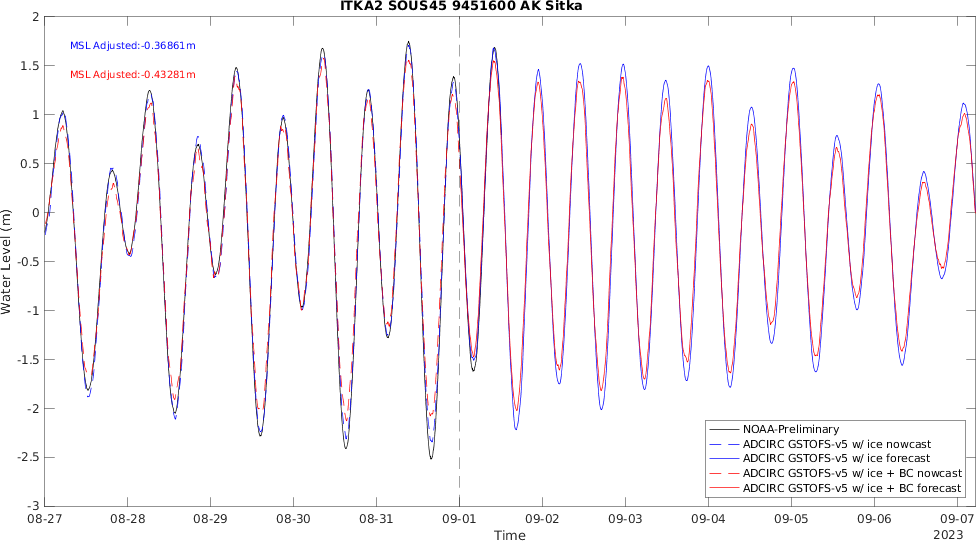 ITKA2 SOUS45 9451600 AK Sitka
MSL Adjusted:-0.36861m
MSL Adjusted:-0.43281m
Water Level (m)
2
1.5
1
0.5
0
-0.5
-1
-1.5
-2
-2.5
-3
NOAA-Preliminary
ADCIRC GSTOFS-v5 w/ ice nowcast
ADCIRC GSTOFS-v5 w/ ice forecast
ADCIRC GSTOFS-v5 w/ ice + BC nowcast
ADCIRC GSTOFS-v5 w/ ice + BC forecast
08-27 08-28 08-29 08-30 08-31 09-01 09-02 09-03 09-04 09-05 09-06 09-07
Time
2023